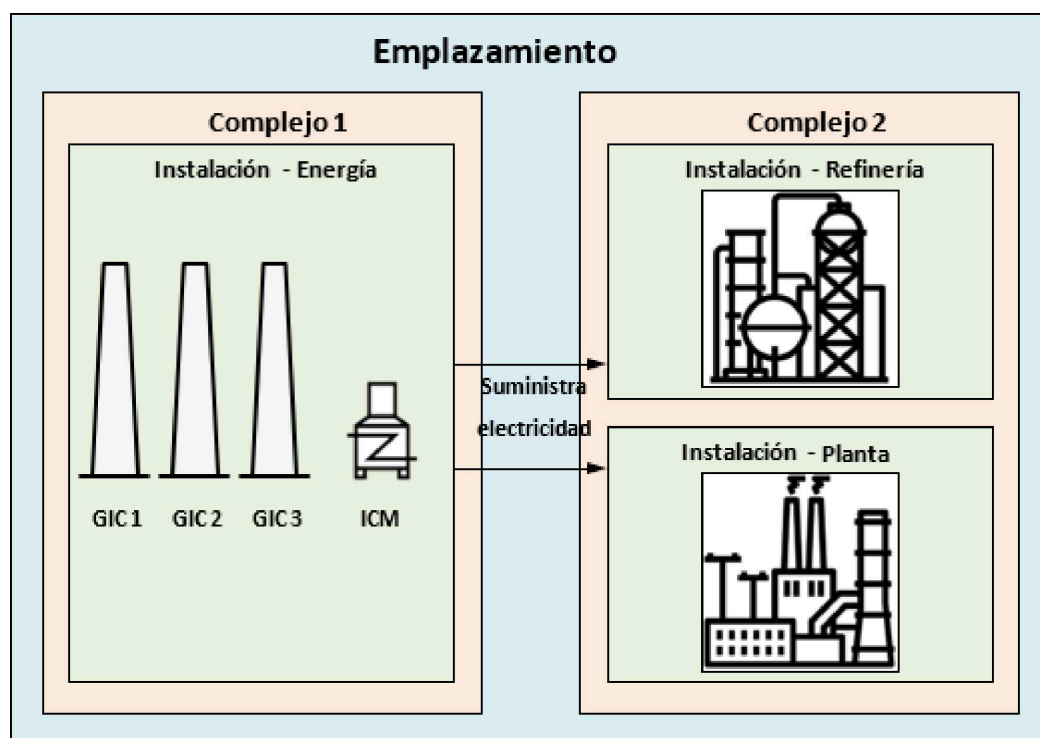 Emplazamiento
Complejo 1
Instalación - Energía
GIC 1 GIC 2 GIC 3 ICM
Suministra
electricidad
Complejo 2
Instalación - Refinería
Instalación - Planta